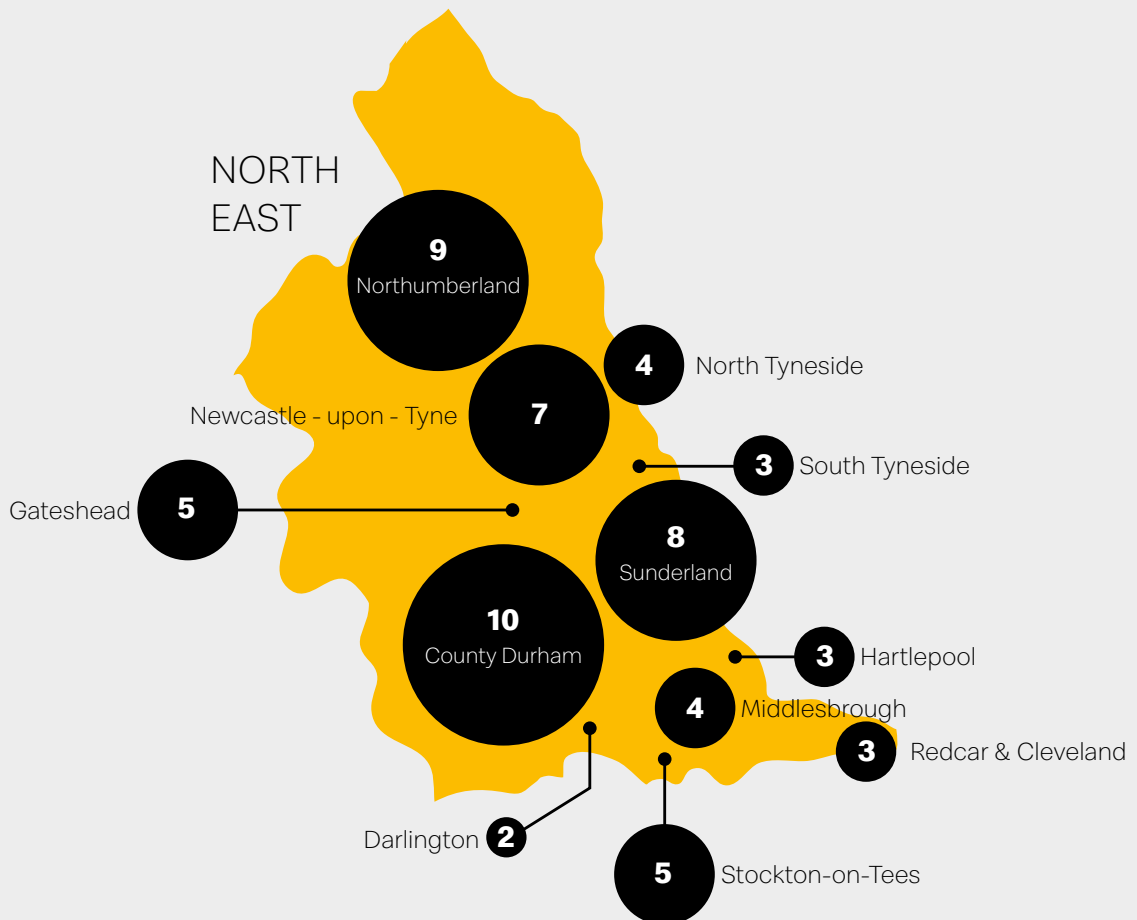 NORTH
EAST
9
Northumberland
4
North Tyneside
Newcastle - upon - Tyne
7
3
South Tyneside
Gateshead
5
8
Sunderland
10
County Durham
3
Hartlepool
4
Middlesbrough
3
Redcar & Cleveland
Darlington
2
5
Stockton-on-Tees